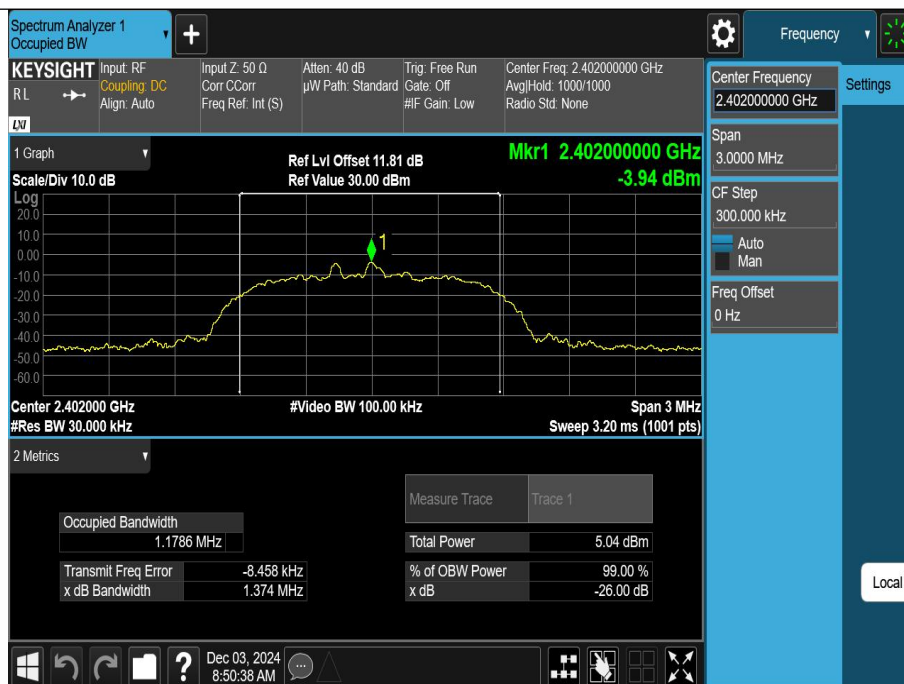 Spectrum Analyzer 1
Occupied BW
Frequency
KEYSIGHT
R L
LXI
Input: RF
Coupling: DC
Align: Auto
Input Z: 50 Ω
Corr CCorr
Freq Ref: Int (S)
Atten: 40 dB
µW Path: Standard
Trig: Free Run
Gate: Off
#IF Gain: Low
Center Freq: 2.402000000 GHz
Avg|Hold: 1000/1000
Radio Std: None
Center Frequency
2.402000000 GHz
Settings
Span
3.0000 MHz
CF Step
300.000 kHz
Auto
Man
Freq Offset
0 Hz
Local
1 Graph
Scale/Div 10.0 dB
Ref Lvl Offset 11.81 dB
Ref Value 30.00 dBm
Mkr1 2.402000000 GHz
-3.94 dBm
Log
20.0
10.0
0.00
-10.0
-20.0
-30.0
-40.0
-50.0
-60.0
1
Center 2.402000 GHz
#Res BW 30.000 kHz
#Video BW 100.00 kHz
Span 3 MHz
Sweep 3.20 ms (1001 pts)
2 Metrics
Measure Trace Trace 1
Occupied Bandwidth
1.1786 MHz
Total Power 5.04 dBm
Transmit Freq Error -8.458 kHz
% of OBW Power 99.00 %
x dB Bandwidth 1.374 MHz
x dB -26.00 dB
?
Dec 03, 2024
8:50:38 AM